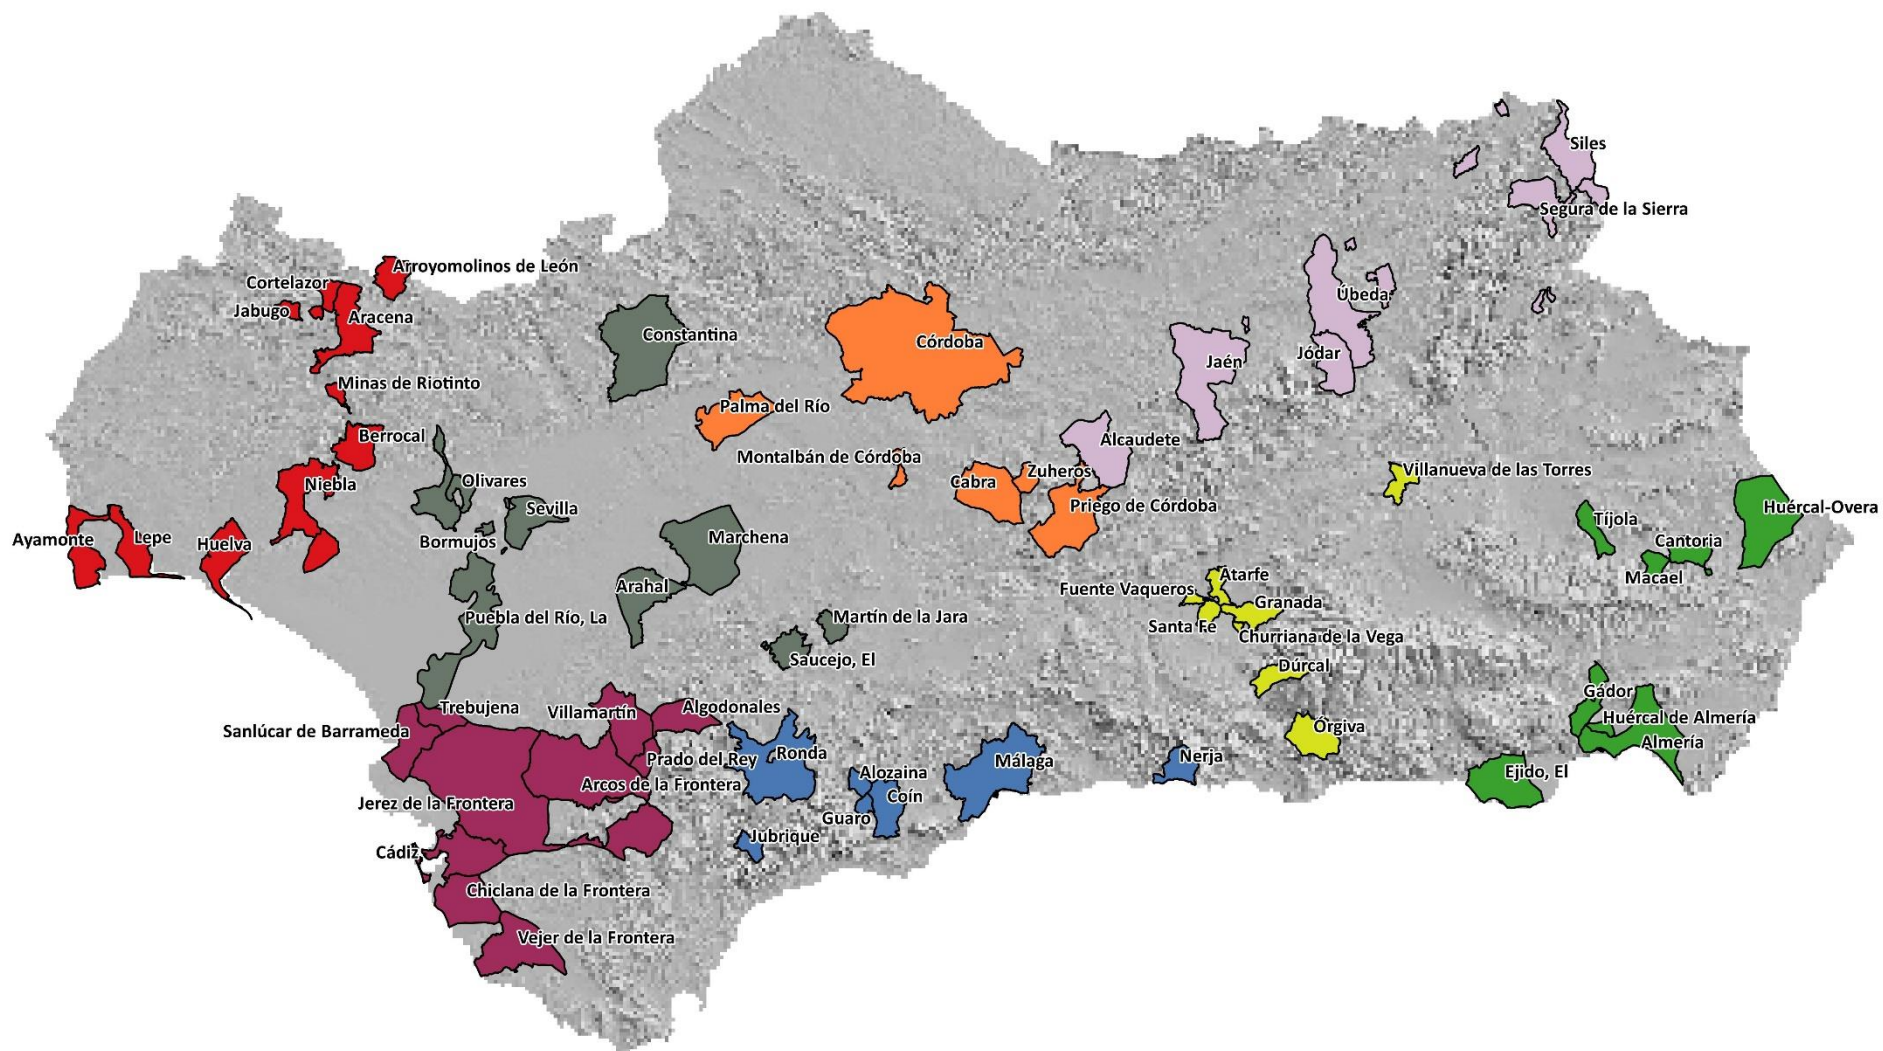 Siles
Segura de la Sierra
Arroyomolinos de León
Cortelazor
Jabugo
Aracena
Úbeda
Constantina
Córdoba
Jódar
Jaén
Minas de Riotinto
Palma del Río
Berrocal
Alcaudete
Montalbán de Córdoba
Zuheros
Villanueva de las Torres
Niebla
Olivares
Cabra
Sevilla
Priego de Córdoba
Huércal-Overa
Tíjola
Ayamonte
Lepe
Huelva
Bormujos
Marchena
Cantoria
Macael
Arahal
Atarfe
Fuente Vaqueros
Granada
Puebla del Río, La
Martín de la Jara
Santa Fe
Churriana de la Vega
Saucejo, El
Dúrcal
Gádor
Trebujena
Villamartín
Algodonales
Huércal de Almería
Sanlúcar de Barrameda
Órgiva
Almería
Prado del Rey
Ronda
Málaga
Nerja
Alozaina
Ejido, El
Arcos de la Frontera
Coín
Jerez de la Frontera
Guaro
Jubrique
Cádiz
Chiclana de la Frontera
Vejer de la Frontera